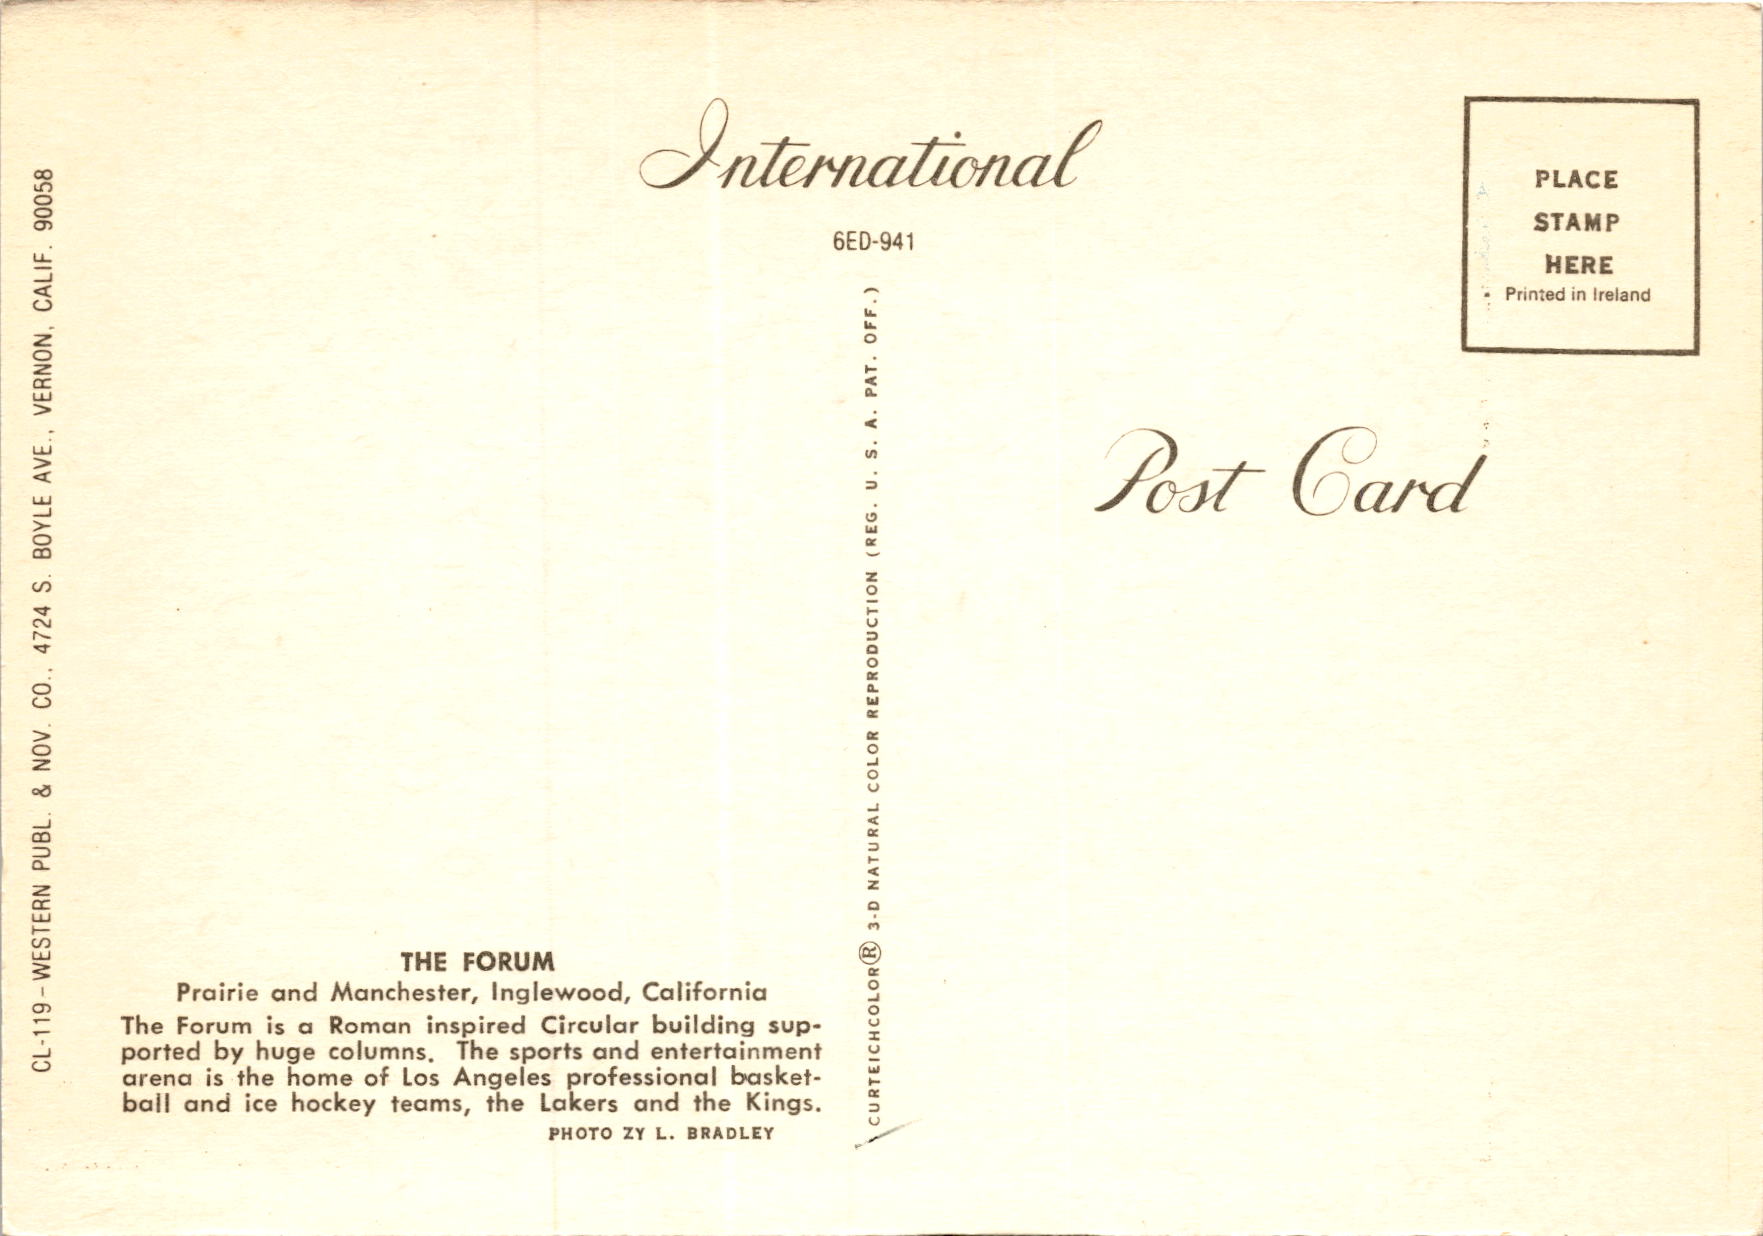 International
6ED-941
PLACE
STAMP
HERE
Printed in Ireland
Post Card
CL-119-WESTERN PUBL. & NOV. CO., 4724 S. BOYLE AVE., VERNON, CALIF. 90058
CURTEICHCOLOR® 3-D NATURAL COLOR REPRODUCTION (REG. U. S. A. PAT. OFF.)
THE FORUM
Prairie and Manchester, Inglewood, California
The Forum is a Roman inspired Circular building sup-
ported by huge columns. The sports and entertainment
arena is the home of Los Angeles professional basket-
ball and ice hockey teams, the Lakers and the Kings.
PHOTO ZY L. BRADLEY